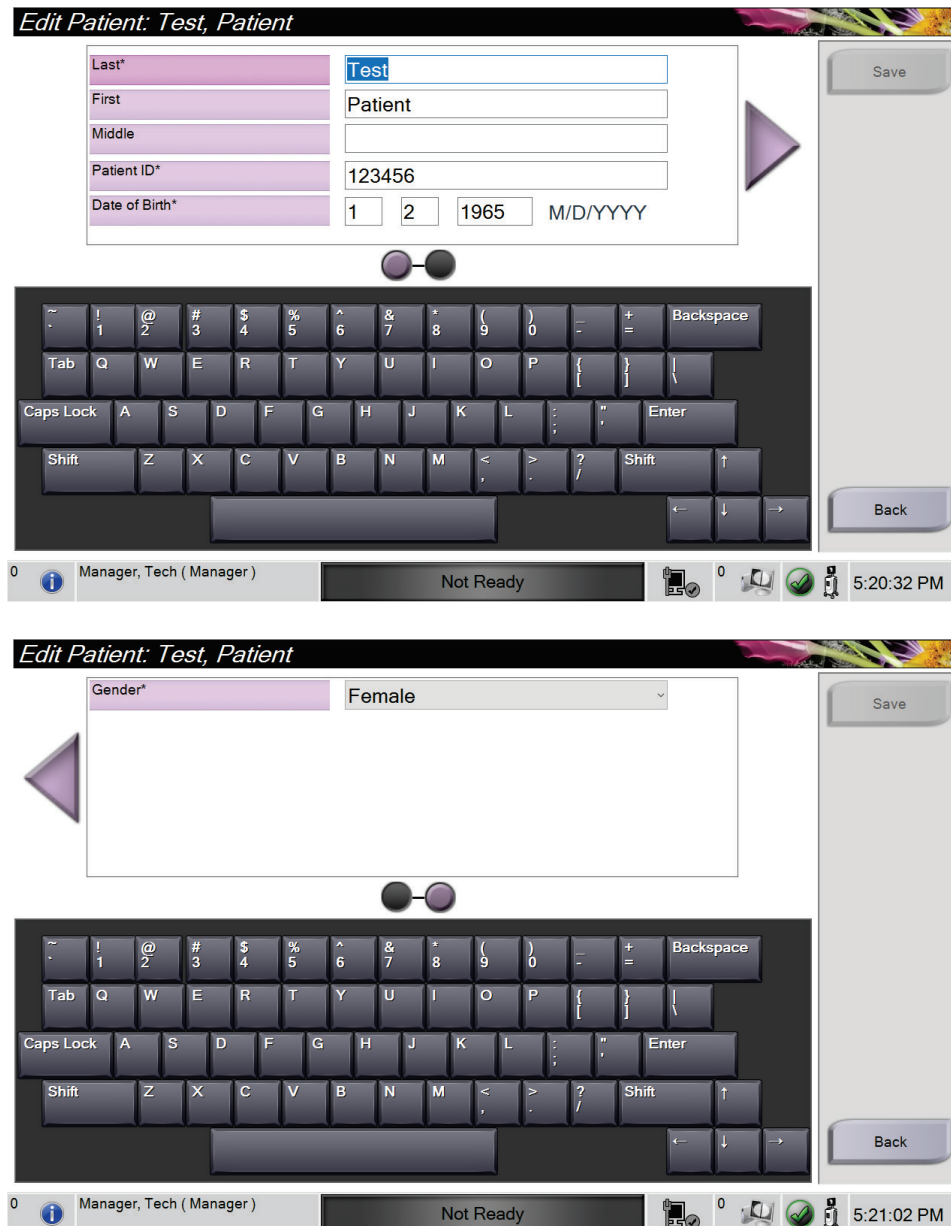 Edit Patient: Test, Patient
Last* Test
Save
First Patient
Middle
Patient ID* 123456
Date of Birth* 1 2 1965 M/D/YYYY
~ ! @ # $ % ^ & * ( ) _ + Backspace
` 1 2 3 4 5 6 7 8 9 0 - =
Tab Q W E R T Y U I O P { } |
[ ] \
Caps Lock A S D F G H J K L : " Enter
; '
Shift Z X C V B N M < > ? Shift ↑
, . /
← ↓ →
Back
0 Manager, Tech ( Manager ) Not Ready 0 5:20:32 PM
Edit Patient: Test, Patient
Gender* Female
Save
~ ! @ # $ % ^ & * ( ) _ + Backspace
` 1 2 3 4 5 6 7 8 9 0 - =
Tab Q W E R T Y U I O P { } |
[ ] \
Caps Lock A S D F G H J K L : " Enter
; '
Shift Z X C V B N M < > ? Shift ↑
, . /
← ↓ →
Back
0 Manager, Tech ( Manager ) Not Ready 0 5:21:02 PM